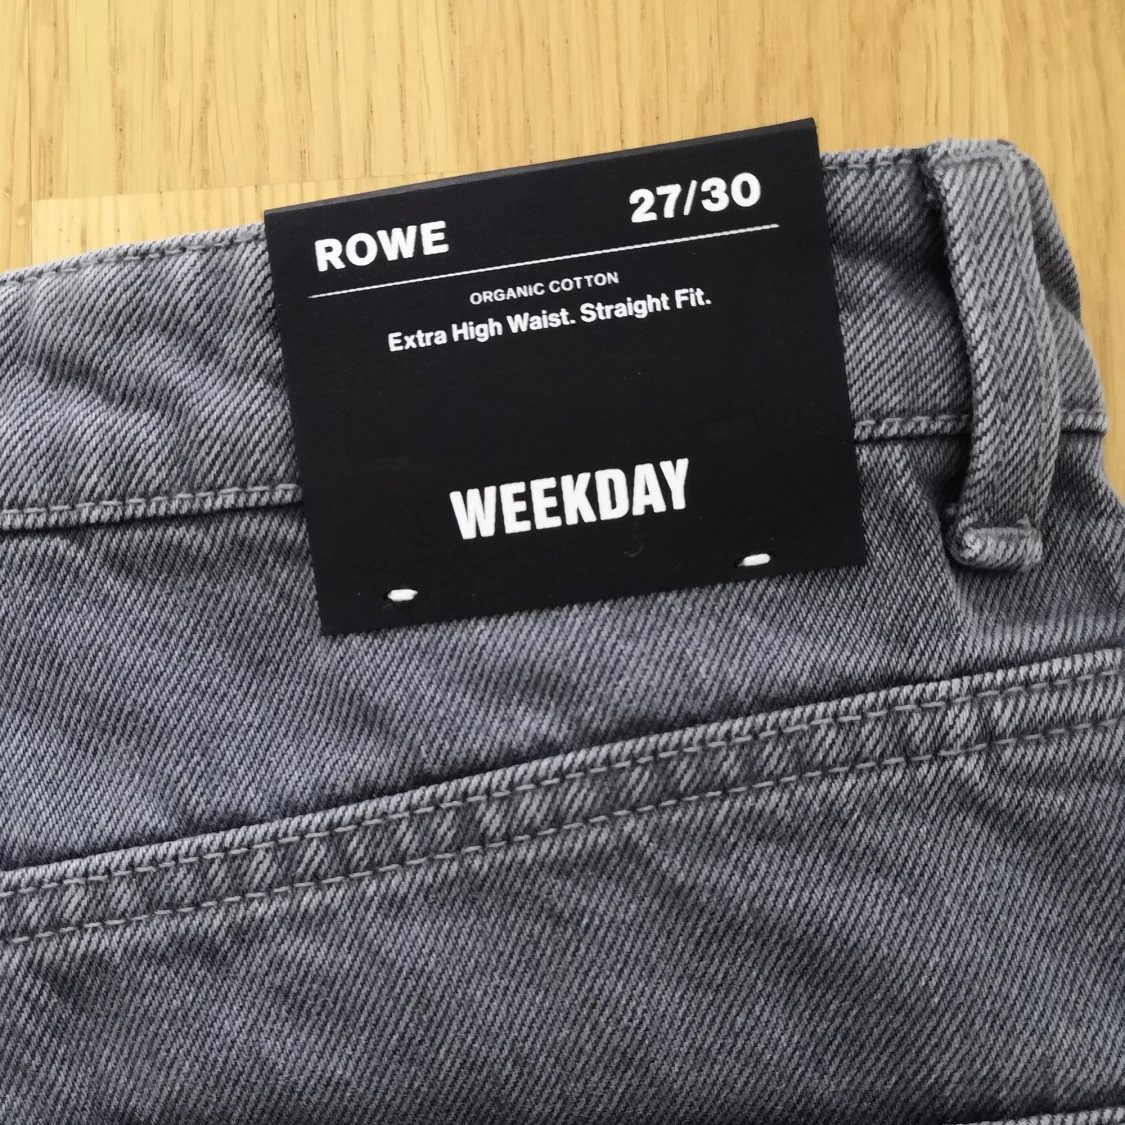 ROWE 27/30
ORGANIC COTTON
Extra High Waist. Straight Fit.
WEEKDAY